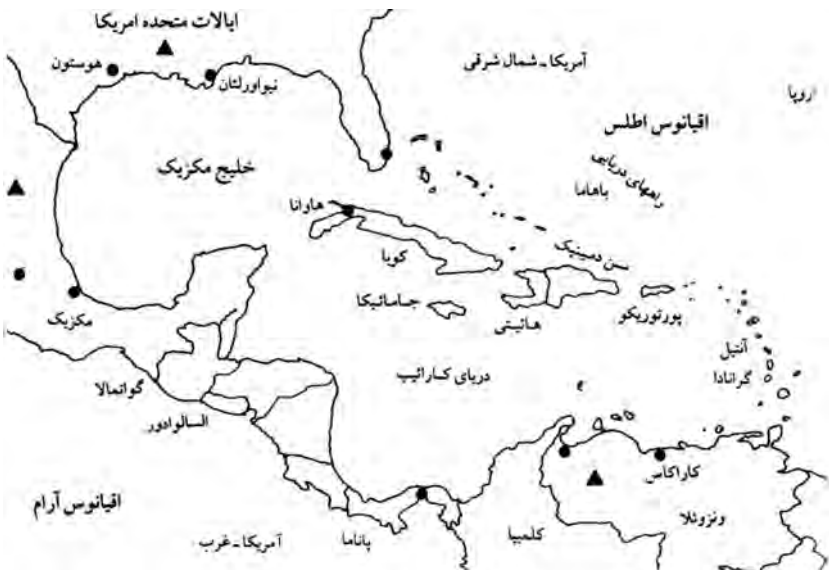 ایالات متحده امریکا
آمریکا ـ شمال شرقی
هوستون
نیواورلئان
اروپا
اقیانوس اطلس
خلیج مکزیک
راههای دریایی
باهاما
هاوانا
کوبا
سن دمینیک
مکزیک
جامائیکا
هائیتی
پورتوریکو
آنتیل
گرانادا
دریای کارائیب
گواتمالا
السالوادور
کاراکاس
اقیانوس آرام
ونزوئلا
آمریکا ـ غرب
پاناما
کلمبیا